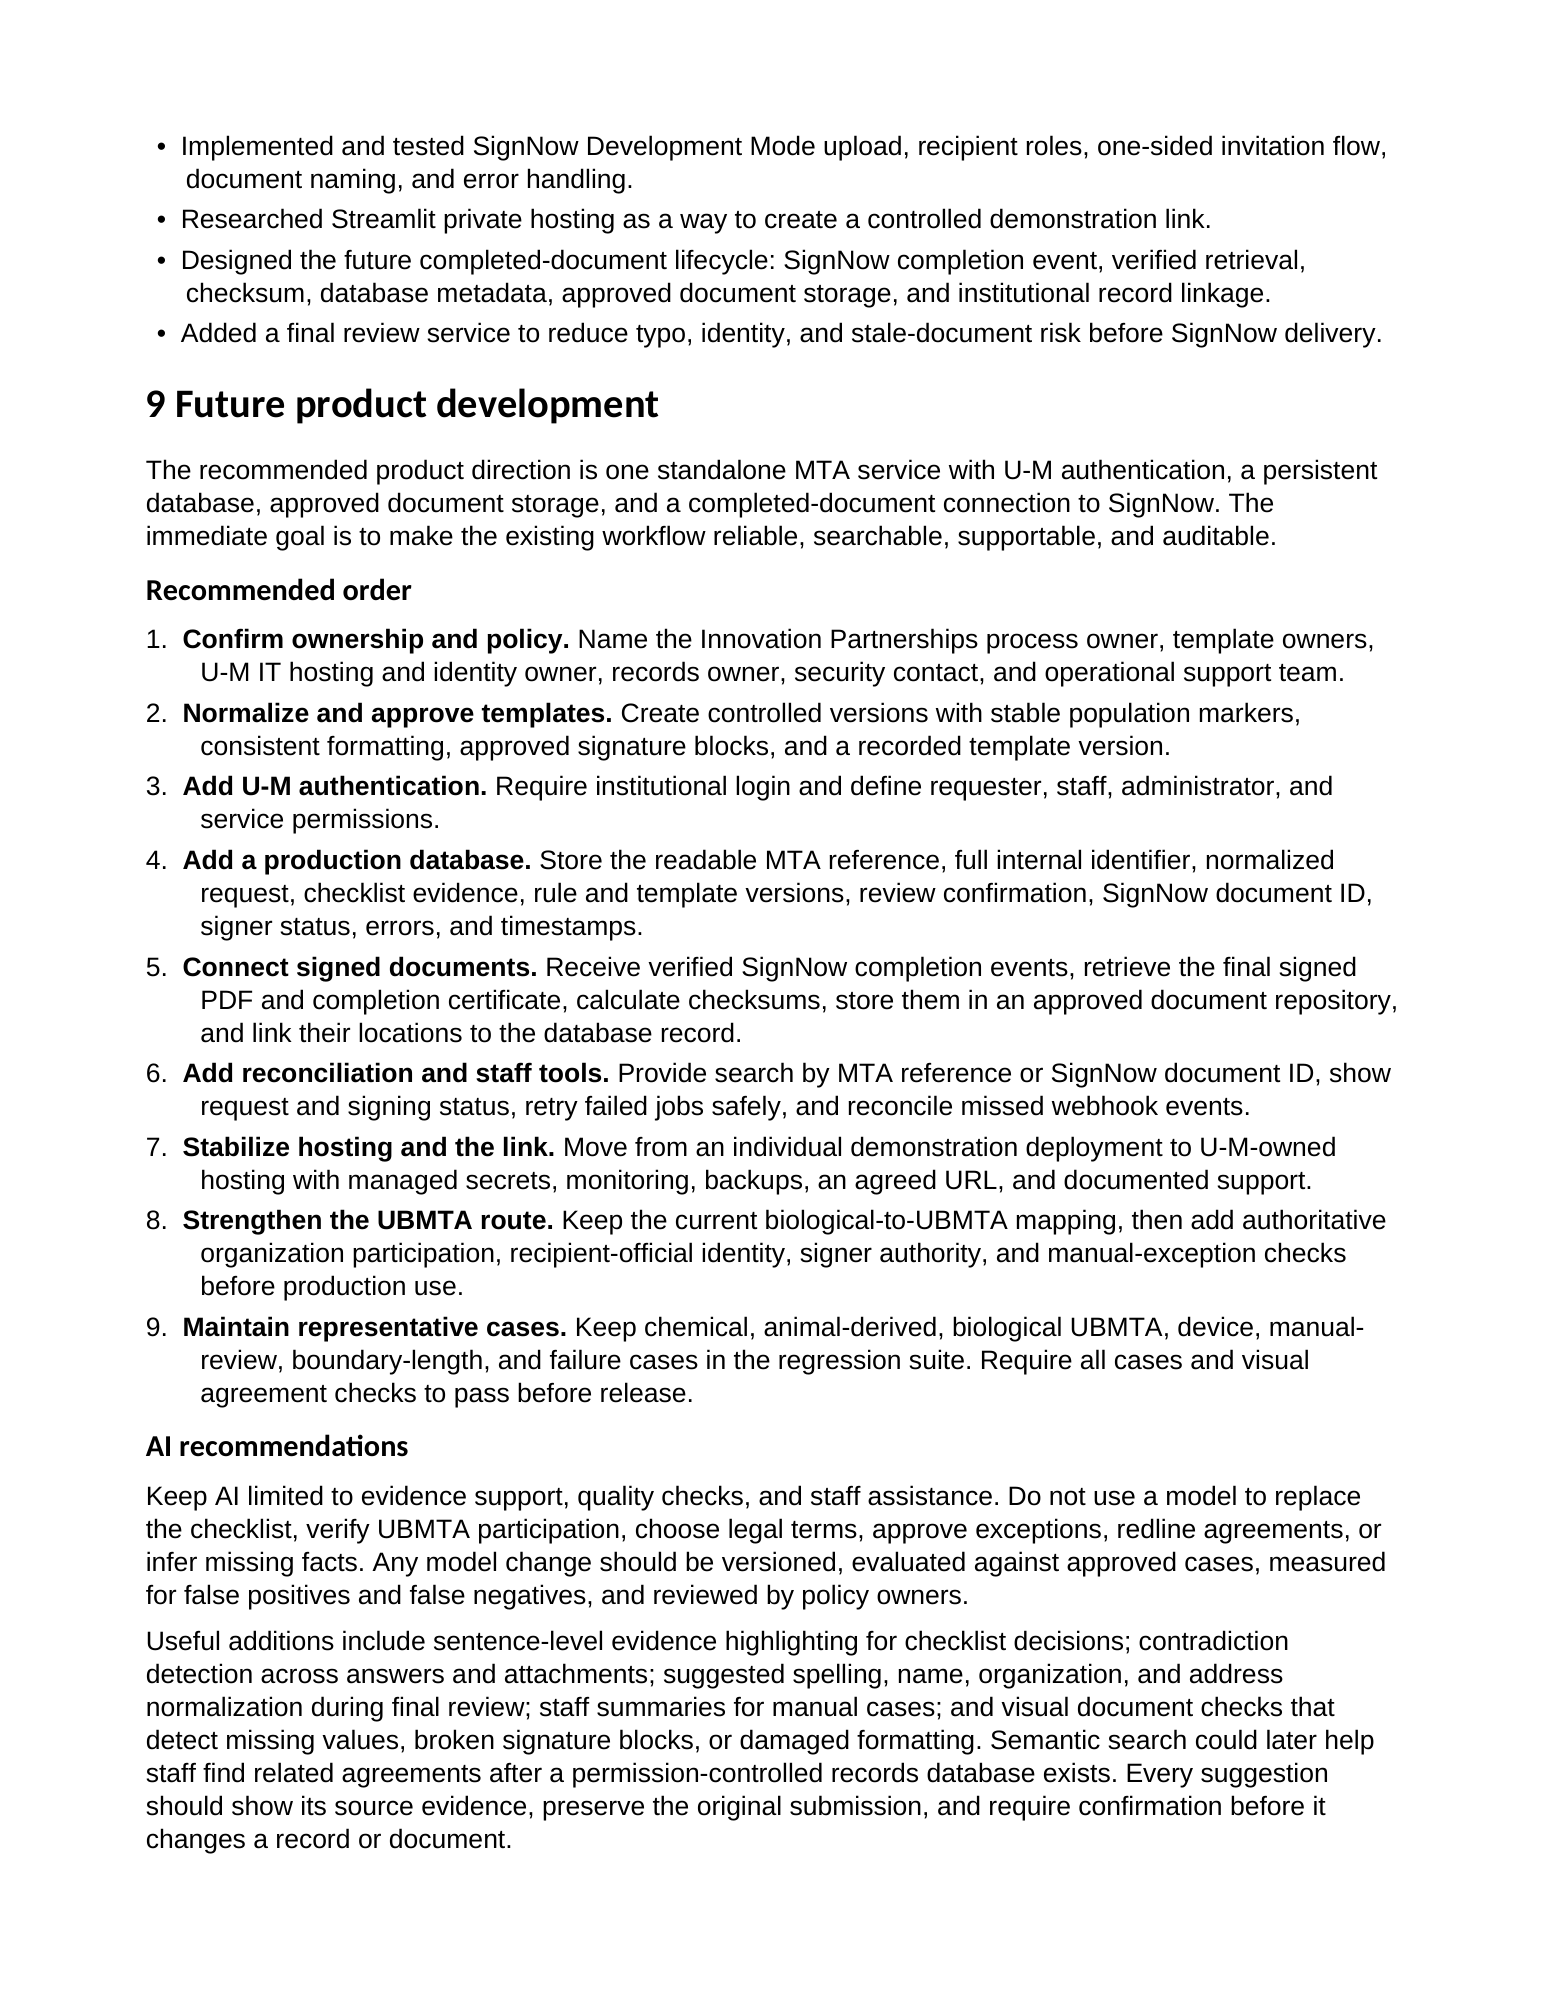 • Implemented and tested SignNow Development Mode upload, recipient roles, one-sided invitation flow,
document naming, and error handling.
• Researched Streamlit private hosting as a way to create a controlled demonstration link.
• Designed the future completed-document lifecycle: SignNow completion event, verified retrieval,
checksum, database metadata, approved document storage, and institutional record linkage.
• Added a final review service to reduce typo, identity, and stale-document risk before SignNow delivery.
9 Future product development
The recommended product direction is one standalone MTA service with U-M authentication, a persistent
database, approved document storage, and a completed-document connection to SignNow. The
immediate goal is to make the existing workflow reliable, searchable, supportable, and auditable.
Recommended order
1. Confirm ownership and policy. Name the Innovation Partnerships process owner, template owners,
U-M IT hosting and identity owner, records owner, security contact, and operational support team.
2. Normalize and approve templates. Create controlled versions with stable population markers,
consistent formatting, approved signature blocks, and a recorded template version.
3. Add U-M authentication. Require institutional login and define requester, staff, administrator, and
service permissions.
4. Add a production database. Store the readable MTA reference, full internal identifier, normalized
request, checklist evidence, rule and template versions, review confirmation, SignNow document ID,
signer status, errors, and timestamps.
5. Connect signed documents. Receive verified SignNow completion events, retrieve the final signed
PDF and completion certificate, calculate checksums, store them in an approved document repository,
and link their locations to the database record.
6. Add reconciliation and staff tools. Provide search by MTA reference or SignNow document ID, show
request and signing status, retry failed jobs safely, and reconcile missed webhook events.
7. Stabilize hosting and the link. Move from an individual demonstration deployment to U-M-owned
hosting with managed secrets, monitoring, backups, an agreed URL, and documented support.
8. Strengthen the UBMTA route. Keep the current biological-to-UBMTA mapping, then add authoritative
organization participation, recipient-official identity, signer authority, and manual-exception checks
before production use.
9. Maintain representative cases. Keep chemical, animal-derived, biological UBMTA, device, manual-
review, boundary-length, and failure cases in the regression suite. Require all cases and visual
agreement checks to pass before release.
AI recommendations
Keep AI limited to evidence support, quality checks, and staff assistance. Do not use a model to replace
the checklist, verify UBMTA participation, choose legal terms, approve exceptions, redline agreements, or
infer missing facts. Any model change should be versioned, evaluated against approved cases, measured
for false positives and false negatives, and reviewed by policy owners.
Useful additions include sentence-level evidence highlighting for checklist decisions; contradiction
detection across answers and attachments; suggested spelling, name, organization, and address
normalization during final review; staff summaries for manual cases; and visual document checks that
detect missing values, broken signature blocks, or damaged formatting. Semantic search could later help
staff find related agreements after a permission-controlled records database exists. Every suggestion
should show its source evidence, preserve the original submission, and require confirmation before it
changes a record or document.